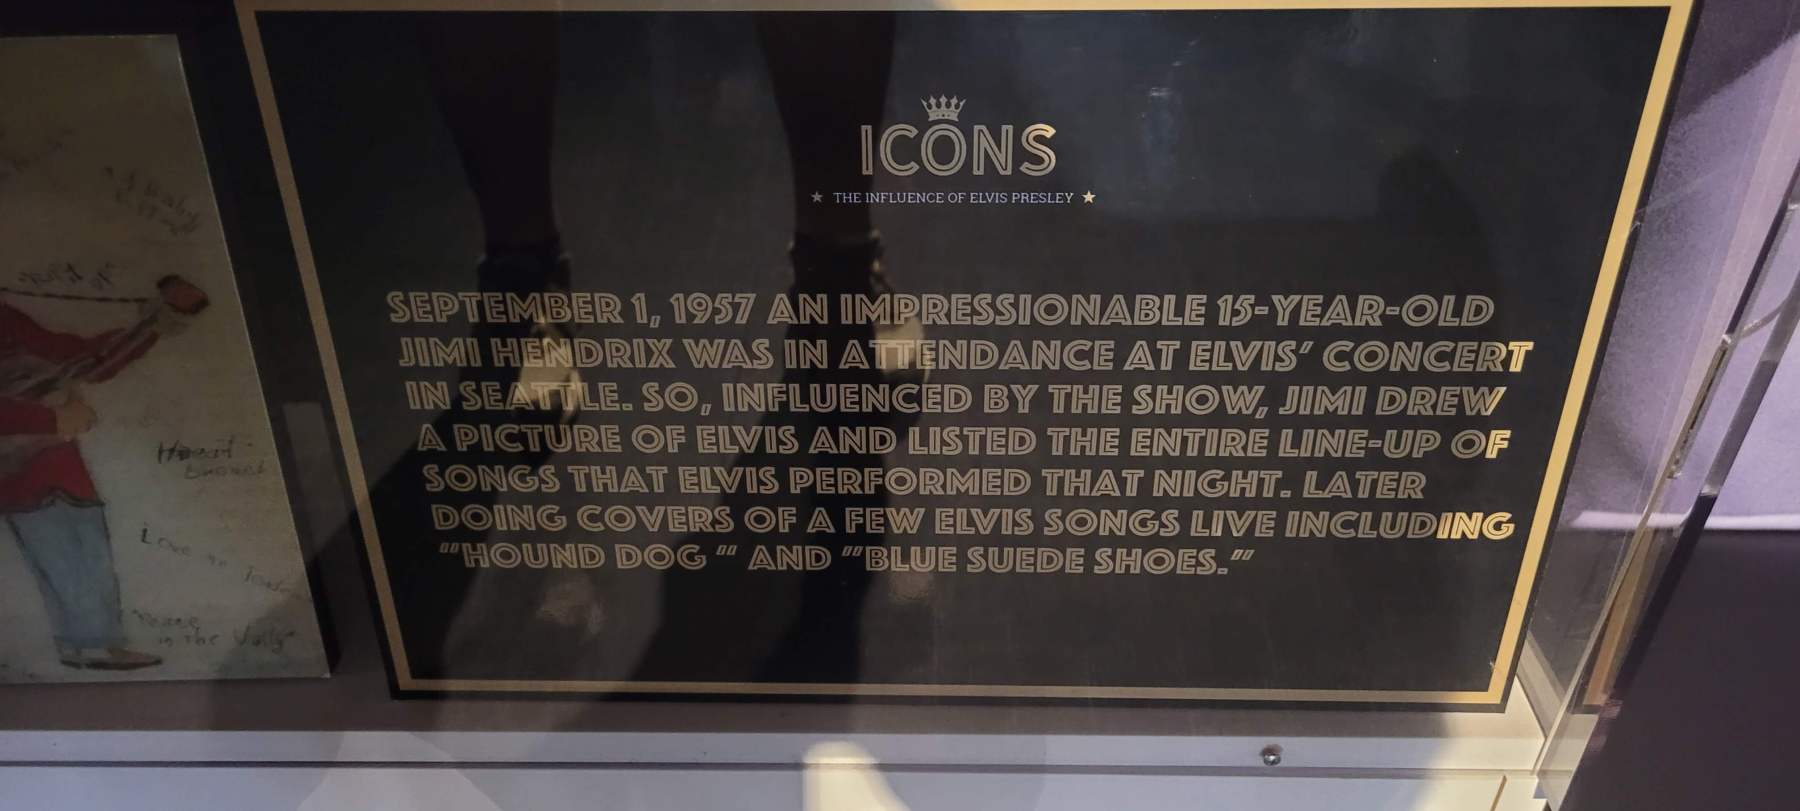 ICONS
★ THE INFLUENCE OF ELVIS PRESLEY ★
SEPTEMBER 1, 1957 AN IMPRESSIONABLE 15-YEAR-OLD
JIMI HENDRIX WAS IN ATTENDANCE AT ELVIS' CONCERT
IN SEATTLE. SO, INFLUENCED BY THE SHOW, JIMI DREW
A PICTURE OF ELVIS AND LISTED THE ENTIRE LINE-UP OF
SONGS THAT ELVIS PERFORMED THAT NIGHT. LATER
DOING COVERS OF A FEW ELVIS SONGS LIVE INCLUDING
"HOUND DOG " AND "BLUE SUEDE SHOES."
Love
Peace
in The Vally